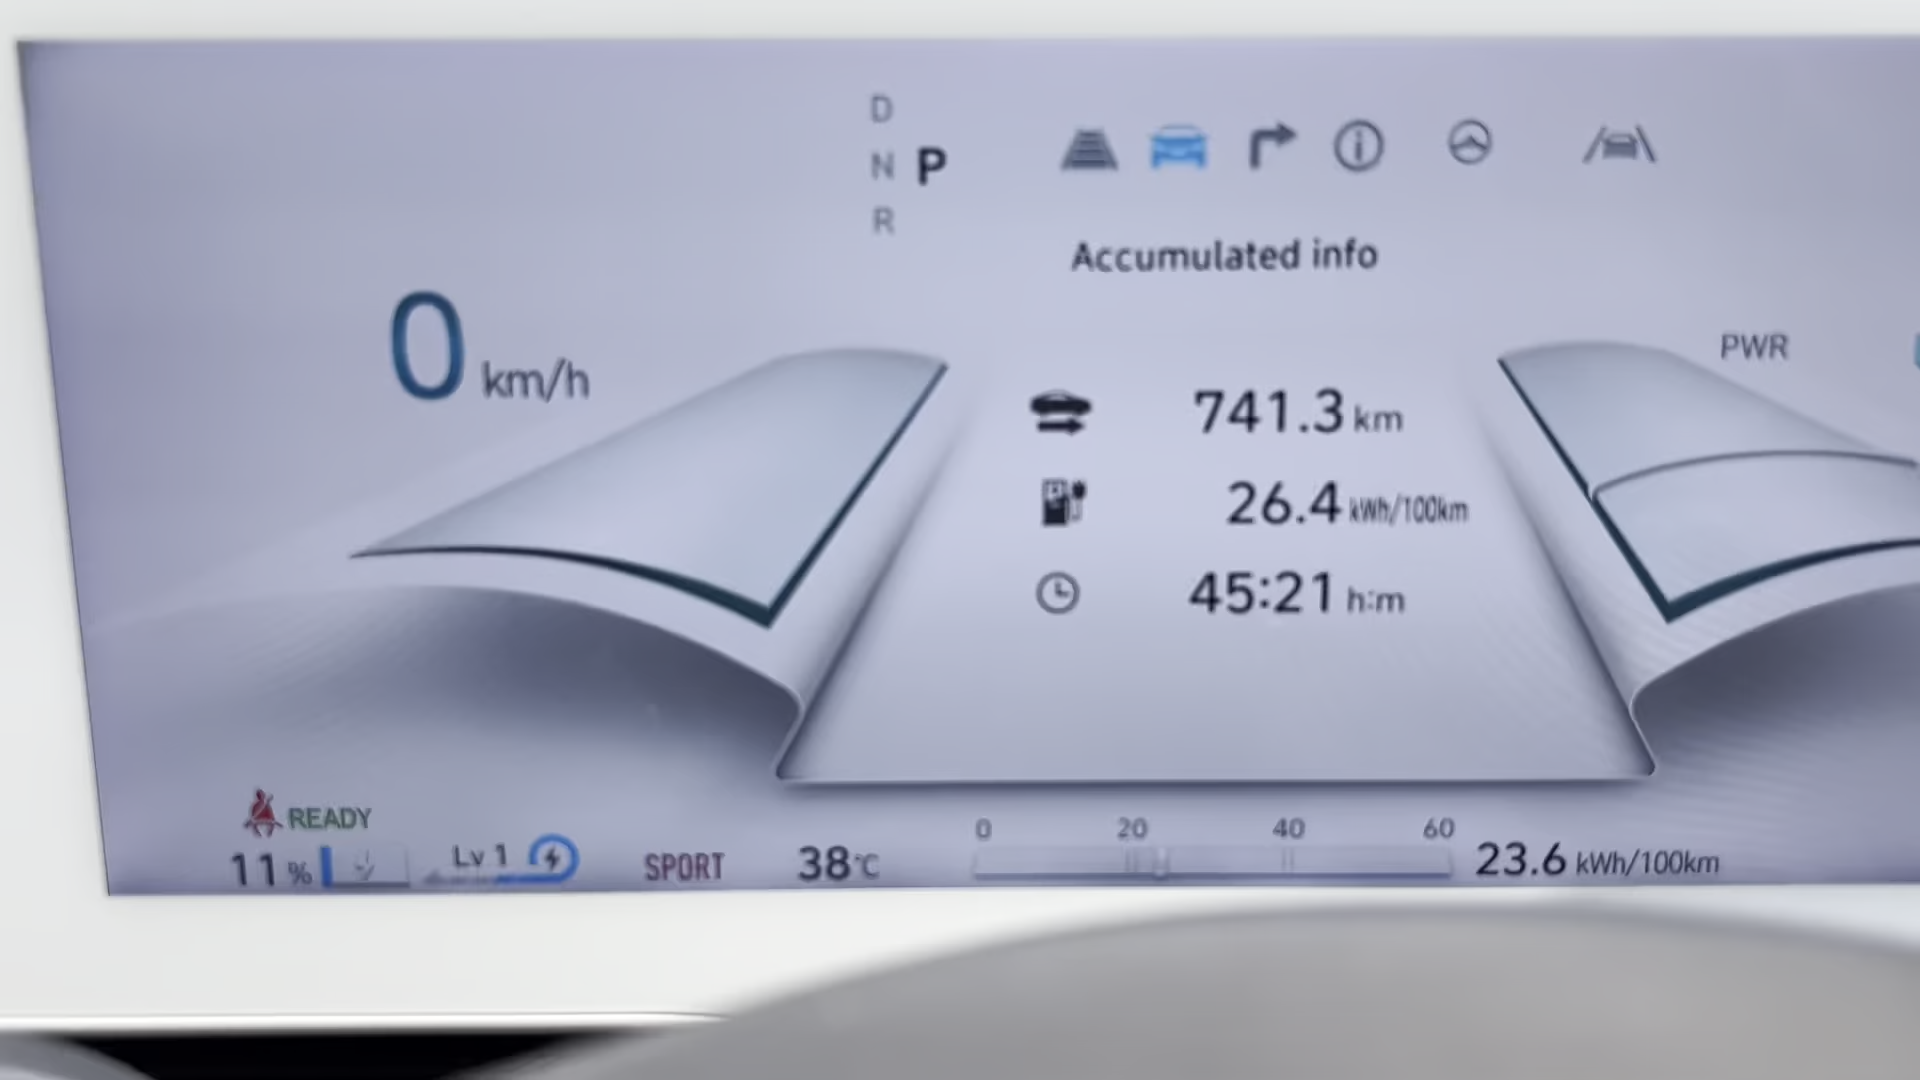 D
N P
R
Accumulated info
0 km/h
PWR
741.3 km
26.4 kWh/100km
45:21 h:m
READY
11 %
Lv 1
SPORT
38 °C
0 20 40 60
23.6 kWh/100km